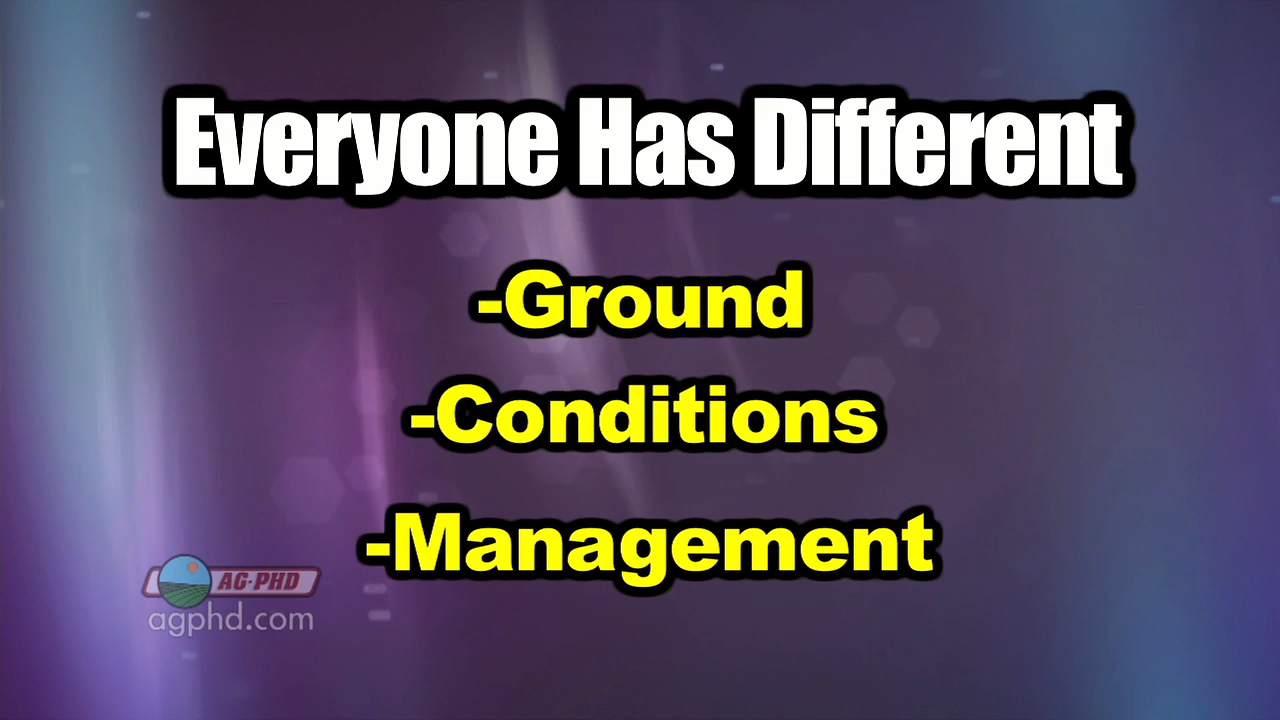 Everyone Has Different
-Ground
-Conditions
-Management
AG-PHD
agphd.com